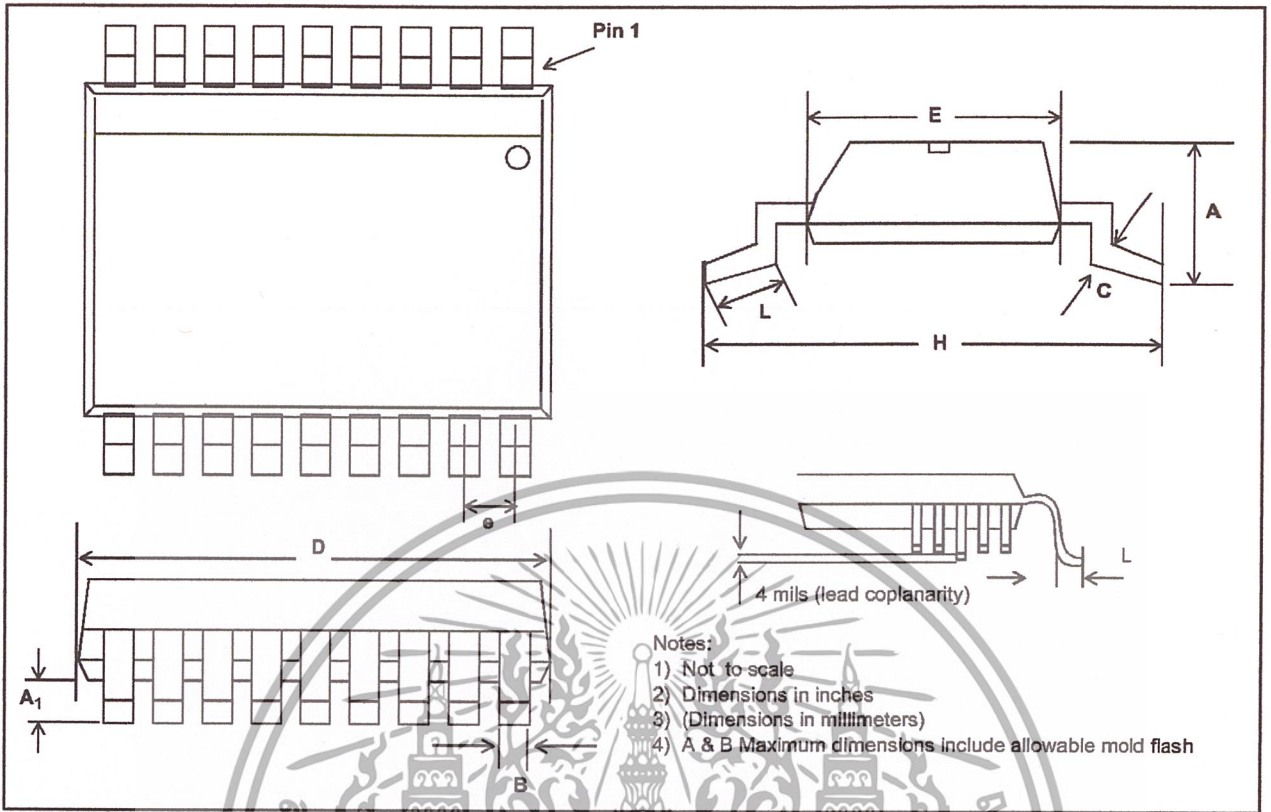 Pin 1
E
A
C
L
H
e
D
L
4 mils (lead coplanarity)
A1
B
Notes:
1) Not to scale
2) Dimensions in inches
3) (Dimensions in millimeters)
4) A & B Maximum dimensions include allowable mold flash